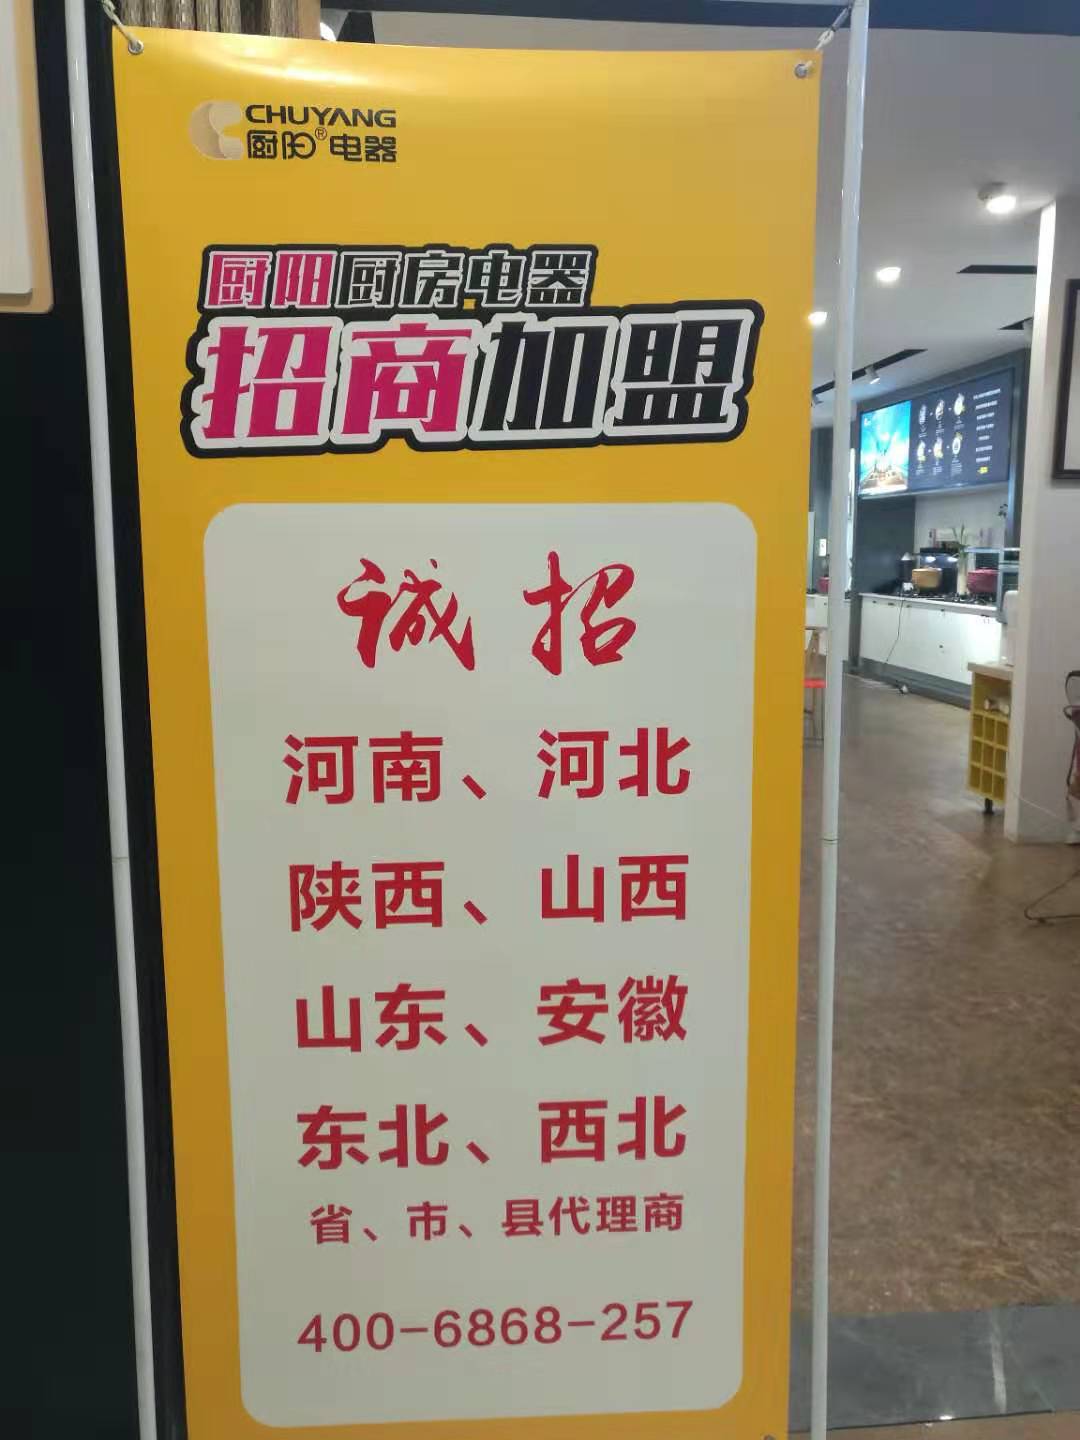 CHUYANG
厨阳®电器
厨阳厨房电器
招商加盟
诚招
河南、河北
陕西、山西
山东、安徽
东北、西北
省、市、县代理商
400-6868-257